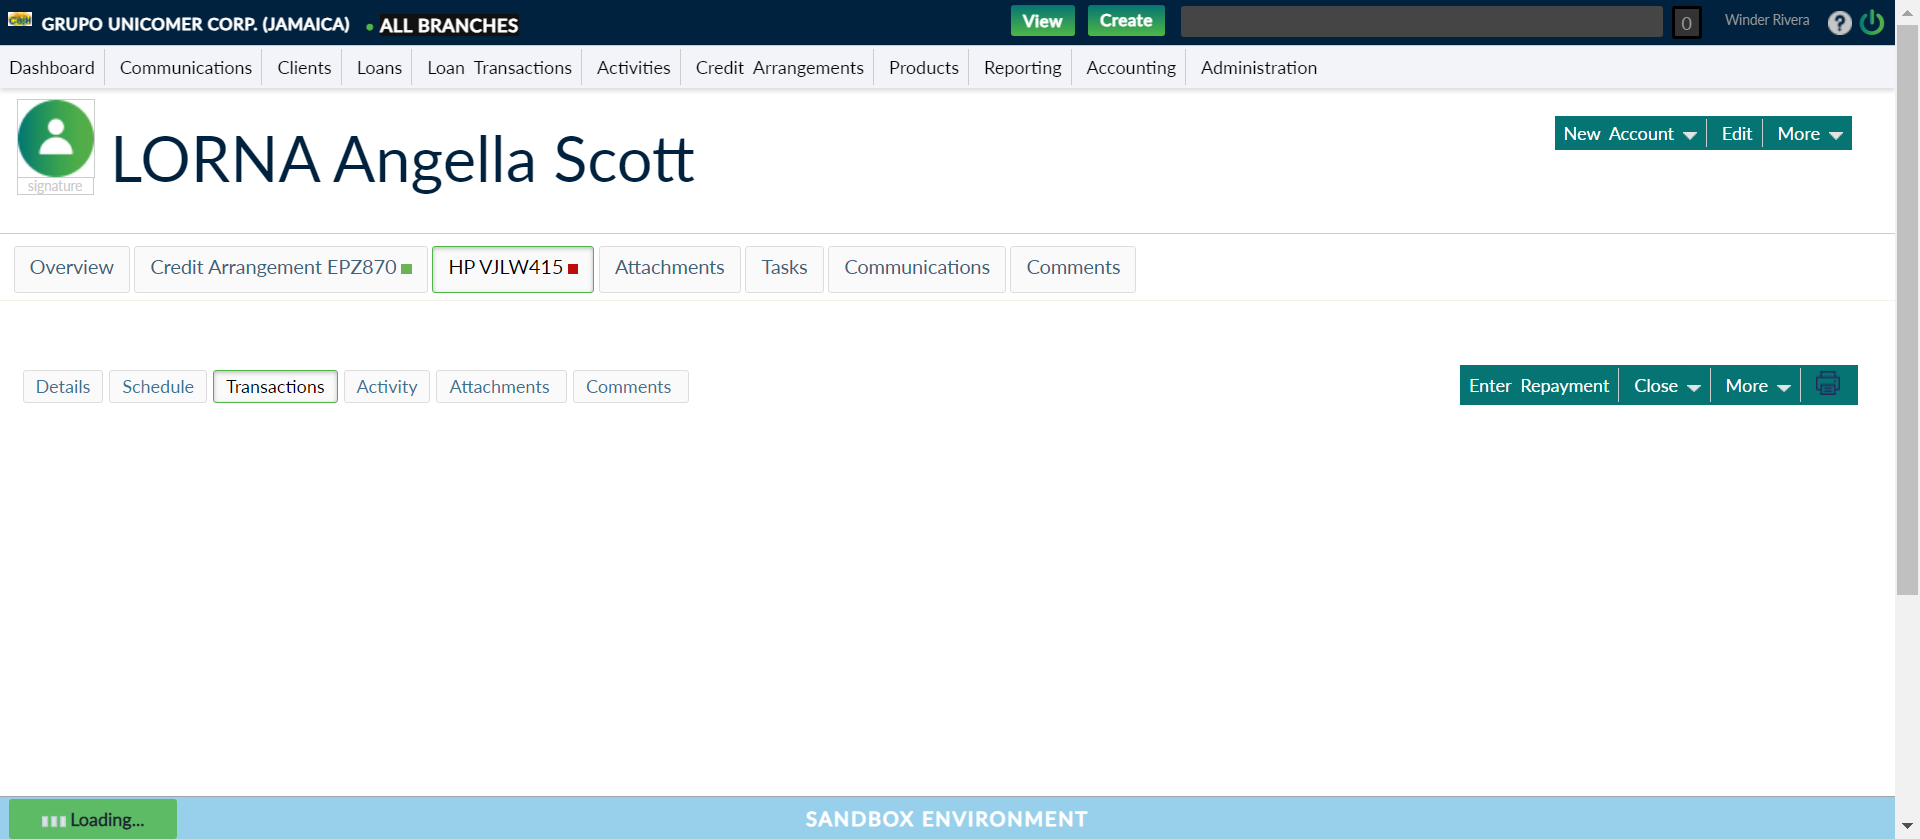 Cash GRUPO UNICOMER CORP. (JAMAICA) • ALL BRANCHES View Create 0 Winder Rivera ?
Dashboard Communications Clients Loans Loan Transactions Activities Credit Arrangements Products Reporting Accounting Administration
LORNA Angella Scott
signature
New Account Edit More
Overview Credit Arrangement EPZ870 HP VJLW415 Attachments Tasks Communications Comments
Details Schedule Transactions Activity Attachments Comments Enter Repayment Close More
Loading... SANDBOX ENVIRONMENT